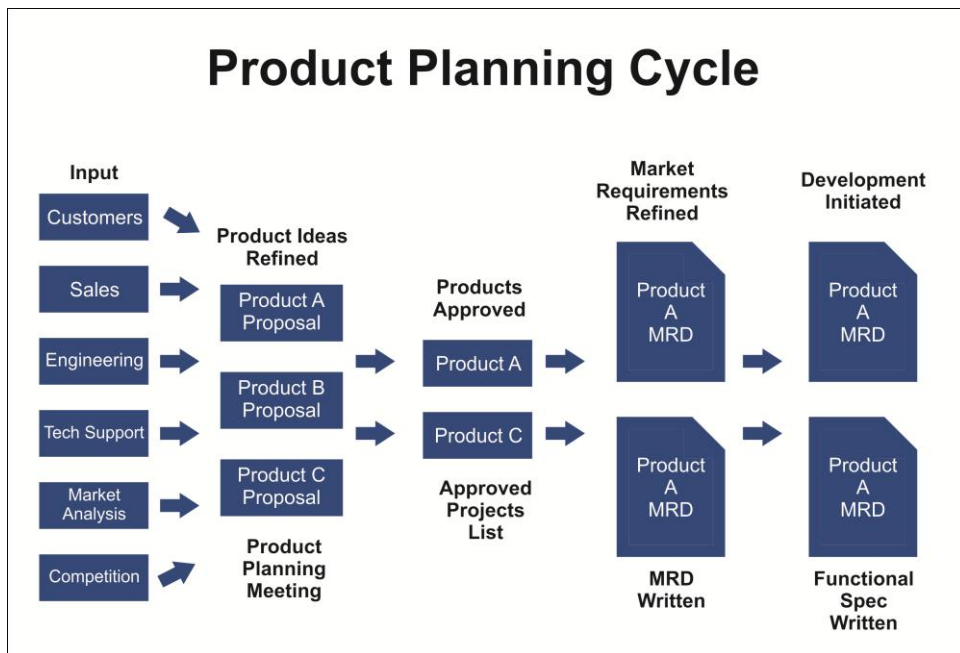 Product Planning Cycle
Input
Customers
Sales
Engineering
Tech Support
Market
Analysis
Competition
Product Ideas
Refined
Product A
Proposal
Product B
Proposal
Product C
Proposal
Product
Planning
Meeting
Products
Approved
Product A
Product C
Approved
Projects
List
Market
Requirements
Refined
Product
A
MRD
Product
A
MRD
MRD
Written
Development
Initiated
Product
A
MRD
Product
A
MRD
Functional
Spec
Written